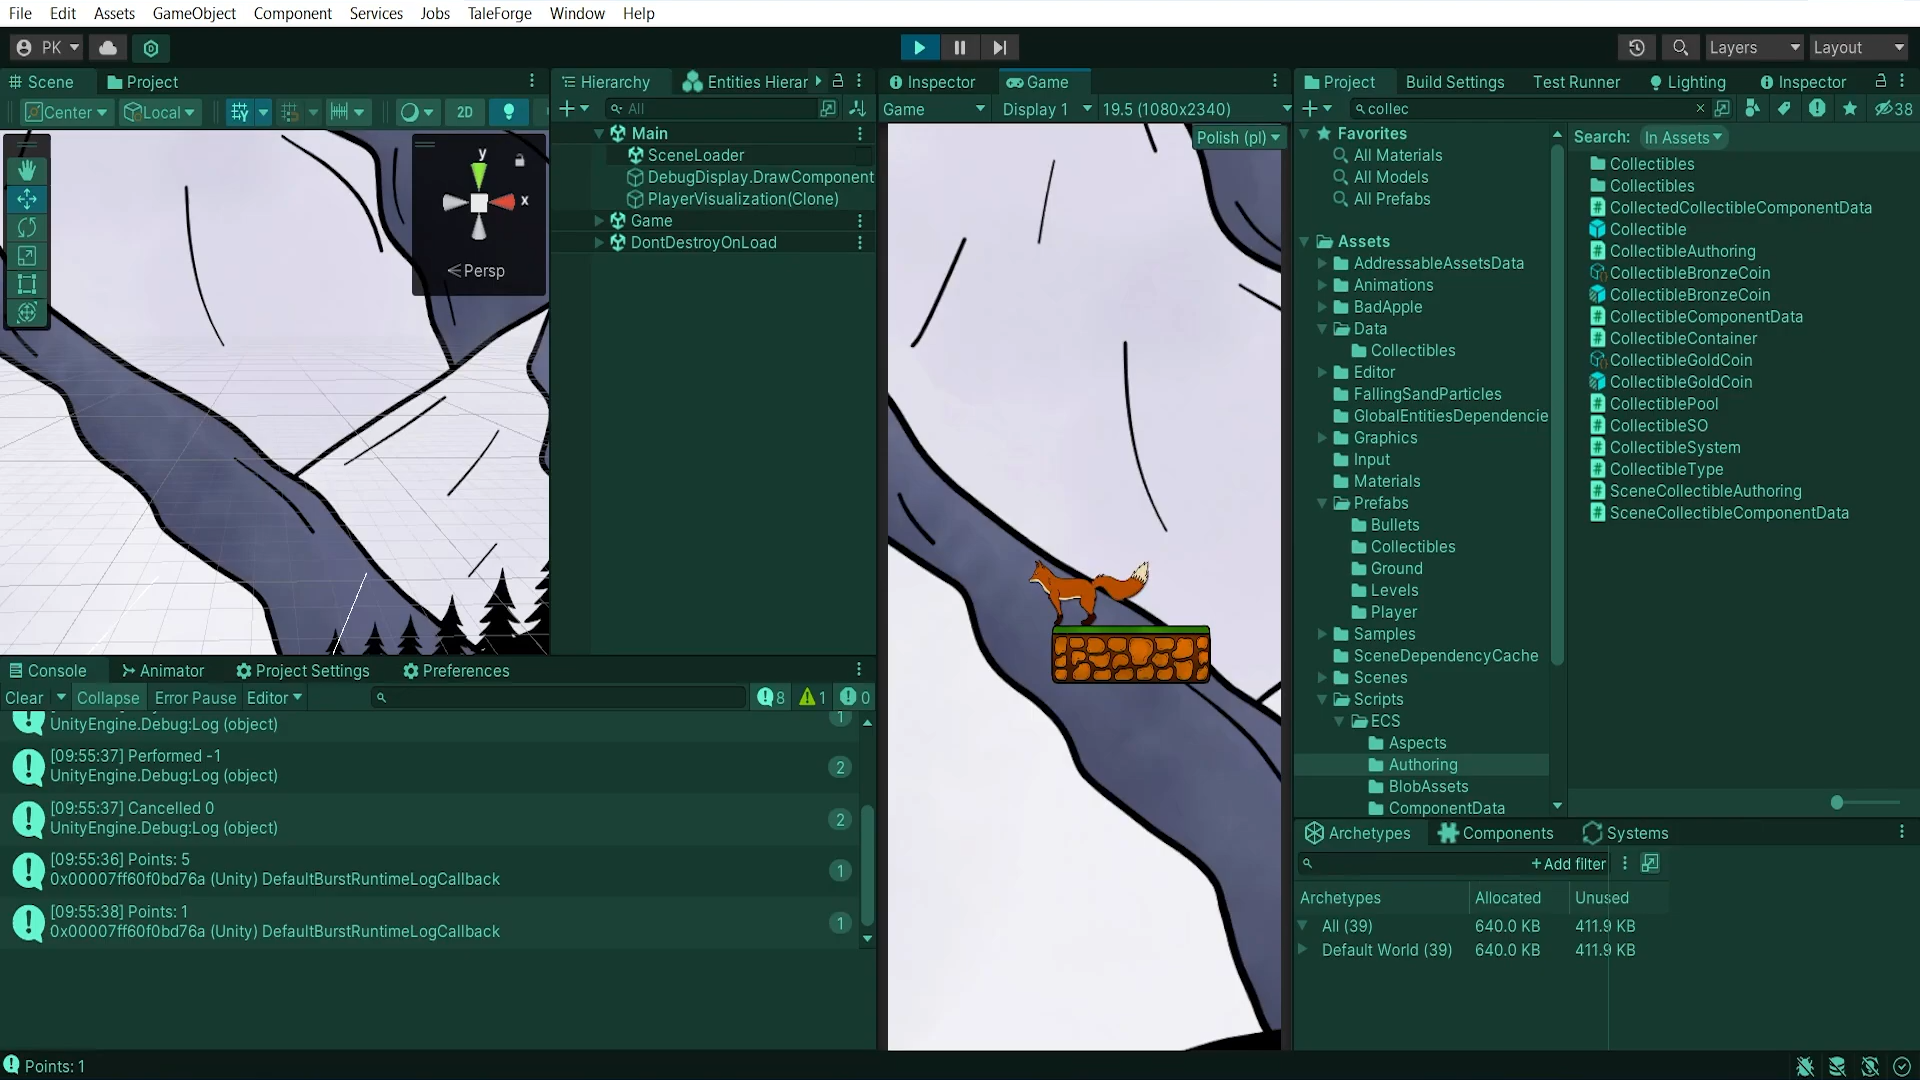 File Edit Assets GameObject Component Services Jobs TaleForge Window Help
PK Layers Layout
Scene Project
Center Local 2D
y
x
Persp
Hierarchy Entities Hierar
All
Main
SceneLoader
DebugDisplay.DrawComponent
PlayerVisualization(Clone)
Game
DontDestroyOnLoad
Inspector Game
Game Display 1 19.5 (1080x2340)
Polish (pl)
Project Build Settings Test Runner Lighting Inspector
collec 38
Favorites
All Materials
All Models
All Prefabs
Assets
AddressableAssetsData
Animations
BadApple
Data
Collectibles
Editor
FallingSandParticles
GlobalEntitiesDependencie
Graphics
Input
Materials
Prefabs
Bullets
Collectibles
Ground
Levels
Player
Samples
SceneDependencyCache
Scenes
Scripts
ECS
Aspects
Authoring
BlobAssets
ComponentData
Search: In Assets
Collectibles
Collectibles
CollectedCollectibleComponentData
Collectible
CollectibleAuthoring
CollectibleBronzeCoin
CollectibleBronzeCoin
CollectibleComponentData
CollectibleContainer
CollectibleGoldCoin
CollectibleGoldCoin
CollectiblePool
CollectibleSO
CollectibleSystem
CollectibleType
SceneCollectibleAuthoring
SceneCollectibleComponentData
Console Animator Project Settings Preferences
Clear Collapse Error Pause Editor 8 1 0
UnityEngine.Debug:Log (object) 1
[09:55:37] Performed -1
UnityEngine.Debug:Log (object) 2
[09:55:37] Cancelled 0
UnityEngine.Debug:Log (object) 2
[09:55:36] Points: 5
0x00007ff60f0bd76a (Unity) DefaultBurstRuntimeLogCallback 1
[09:55:38] Points: 1
0x00007ff60f0bd76a (Unity) DefaultBurstRuntimeLogCallback 1
Archetypes Components Systems
+Add filter
Archetypes Allocated Unused
All (39) 640.0 KB 411.9 KB
Default World (39) 640.0 KB 411.9 KB
Points: 1